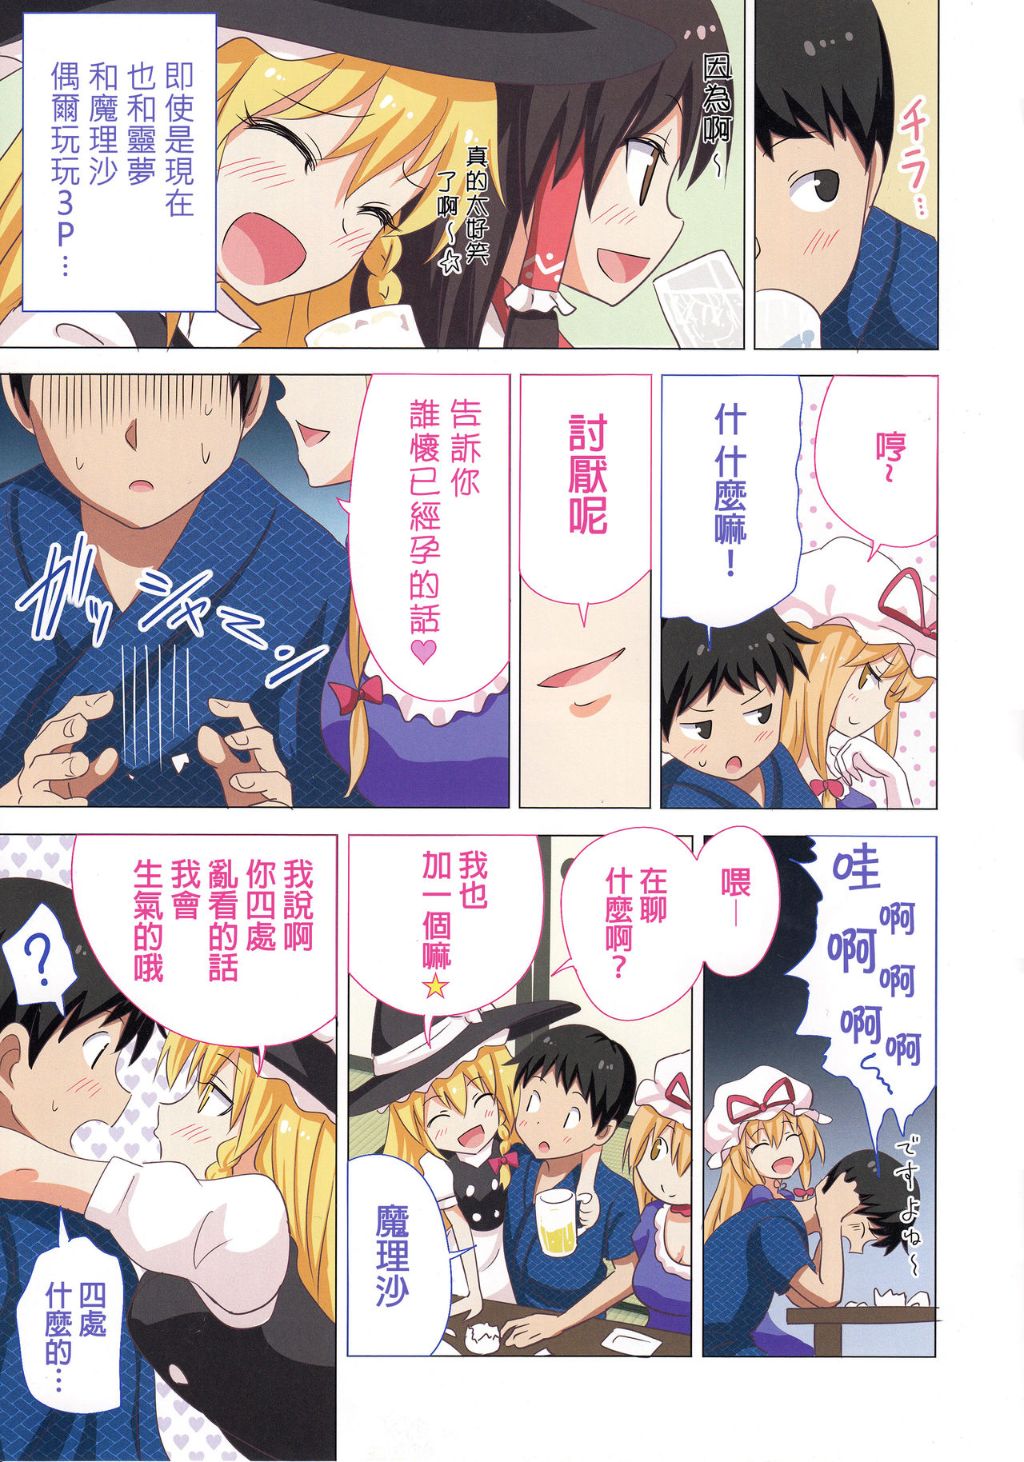 チラ…
因為啊～
真的太好笑
了啊～☆
即使是現在
也和靈夢
和魔理沙
偶爾玩玩3P…
哼～
什什麼嘛！
討厭呢
告訴你
誰懷已經孕的話♥
ガッシャーン
哇
啊啊
啊啊
啊啊～
ですよね～
喂—
在聊
什麼啊？
我也
加一個嘛★
魔理沙
我說啊
你四處
亂看的話
我會
生氣的哦
？
四處
什麼的…